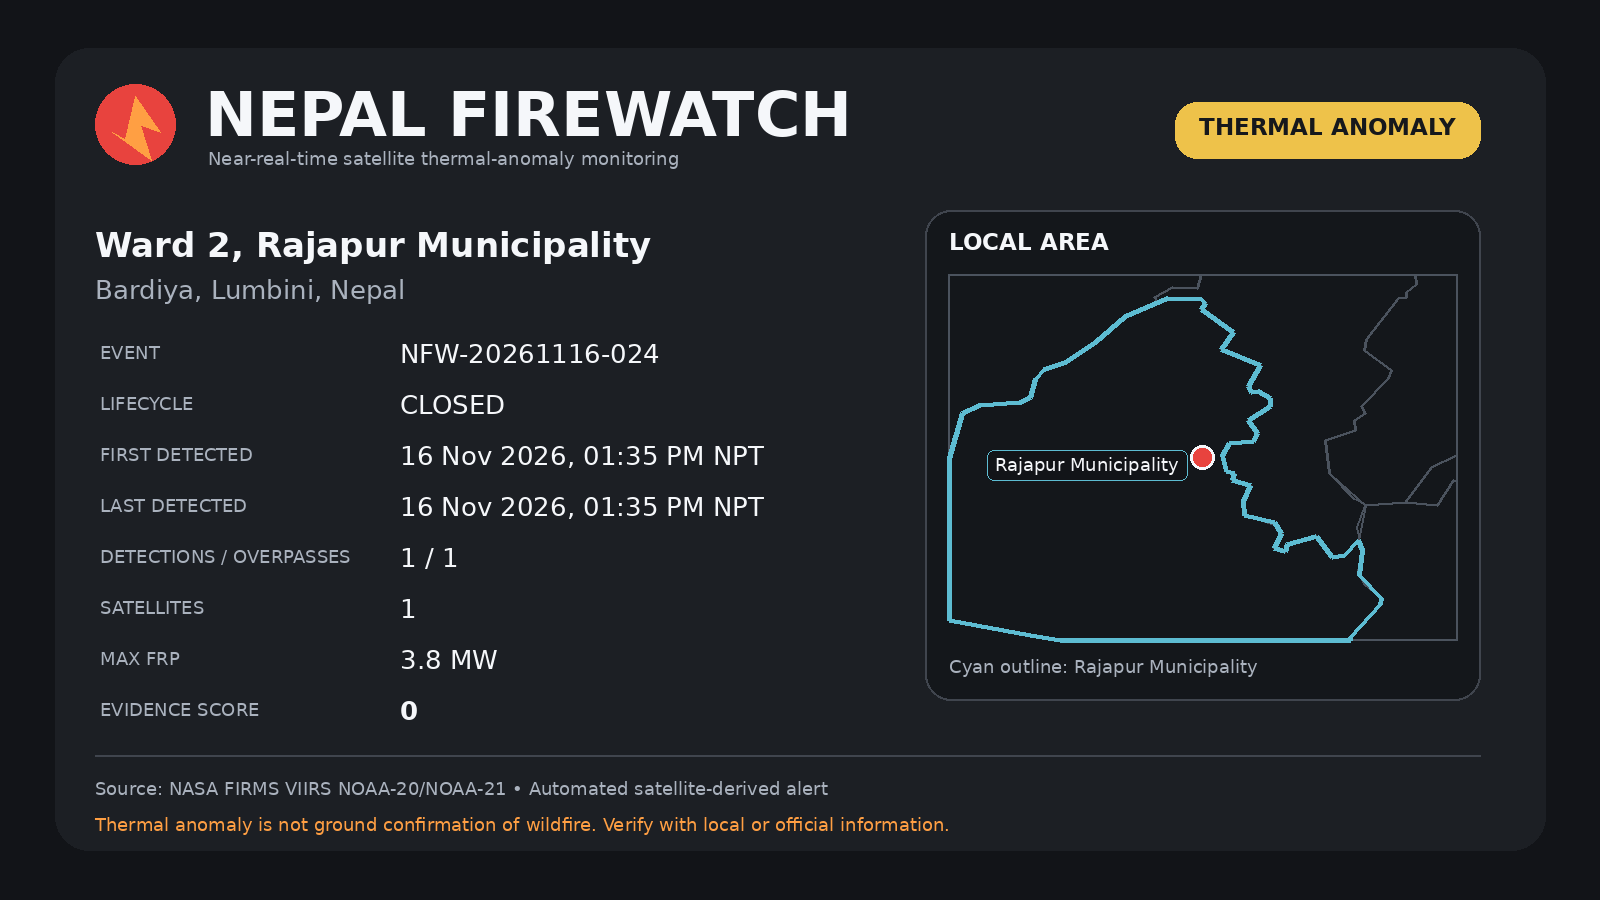 NEPAL FIREWATCH
Near-real-time satellite thermal-anomaly monitoring
THERMAL ANOMALY
Ward 2, Rajapur Municipality
Bardiya, Lumbini, Nepal
EVENT NFW-20261116-024
LIFECYCLE CLOSED
FIRST DETECTED 16 Nov 2026, 01:35 PM NPT
LAST DETECTED 16 Nov 2026, 01:35 PM NPT
DETECTIONS / OVERPASSES 1 / 1
SATELLITES 1
MAX FRP 3.8 MW
EVIDENCE SCORE 0
LOCAL AREA
Rajapur Municipality
Cyan outline: Rajapur Municipality
Source: NASA FIRMS VIIRS NOAA-20/NOAA-21 • Automated satellite-derived alert
Thermal anomaly is not ground confirmation of wildfire. Verify with local or official information.